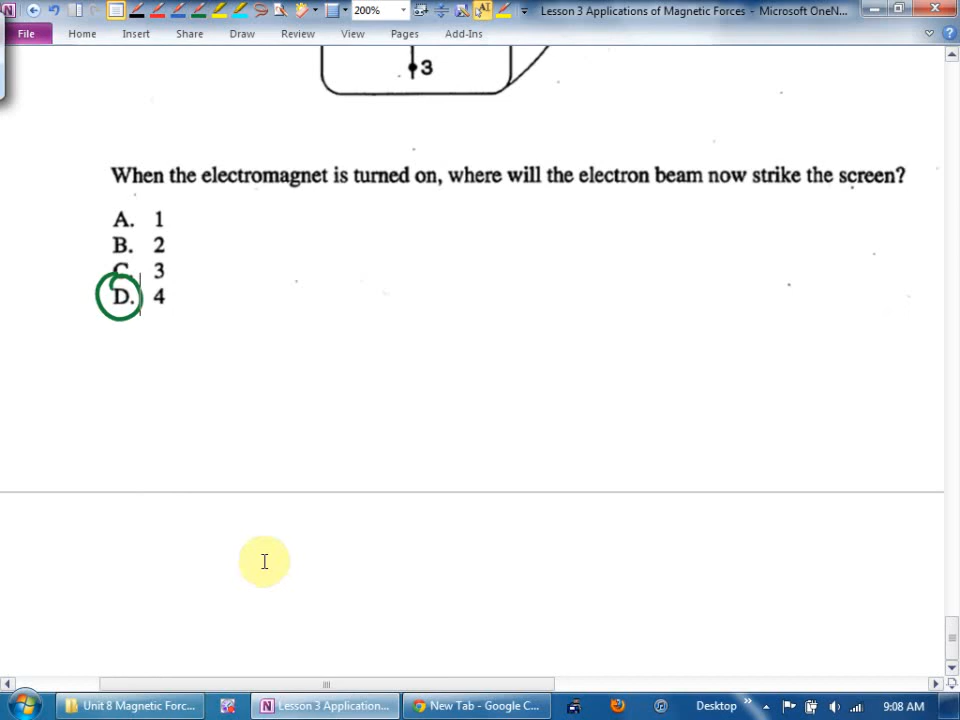 200%
Lesson 3 Applications of Magnetic Forces - Microsoft OneN...
File Home Insert Share Draw Review View Pages Add-Ins
3
When the electromagnet is turned on, where will the electron beam now strike the screen?
A. 1
B. 2
C. 3
D. 4
Unit 8 Magnetic Forc...
Lesson 3 Application...
New Tab - Google C...
Desktop
9:08 AM